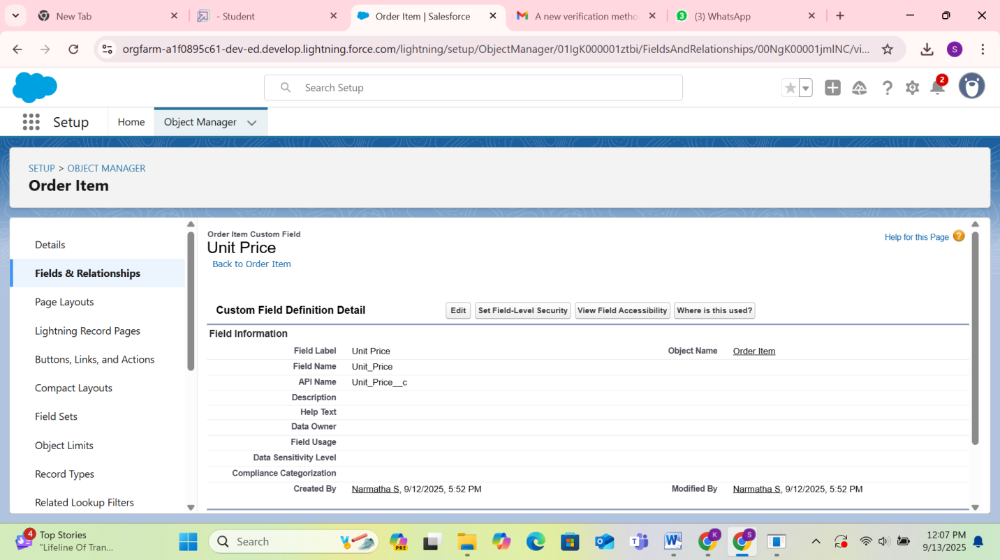 New Tab
- Student
Order Item | Salesforce
A new verification metho
(3) WhatsApp
orgfarm-a1f0895c61-dev-ed.develop.lightning.force.com/lightning/setup/ObjectManager/01IgK000001ztbi/FieldsAndRelationships/00NgK00001jmlNC/vi...
S
Search Setup
2
Setup
Home
Object Manager
SETUP > OBJECT MANAGER
Order Item
Details
Fields & Relationships
Page Layouts
Lightning Record Pages
Buttons, Links, and Actions
Compact Layouts
Field Sets
Object Limits
Record Types
Related Lookup Filters
Order Item Custom Field
Unit Price
Back to Order Item
Help for this Page
Custom Field Definition Detail
Edit
Set Field-Level Security
View Field Accessibility
Where is this used?
Field Information
Field Label Unit Price Object Name Order Item
Field Name Unit_Price
API Name Unit_Price__c
Description
Help Text
Data Owner
Field Usage
Data Sensitivity Level
Compliance Categorization
Created By Narmatha S, 9/12/2025, 5:52 PM Modified By Narmatha S, 9/12/2025, 5:52 PM
4
Top Stories
"Lifeline Of Tran...
Search
PRE
K
S
12:07 PM
9/13/2025